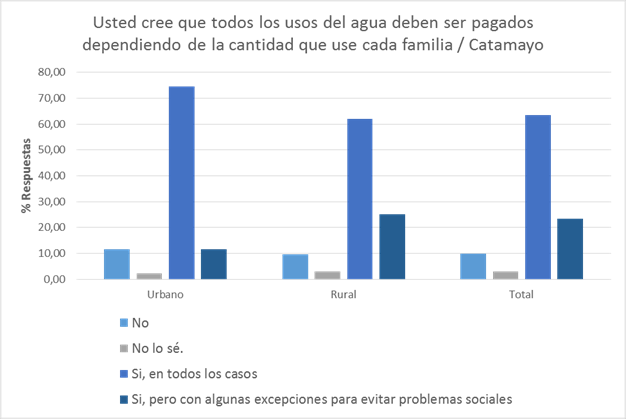 Usted cree que todos los usos del agua deben ser pagados
dependiendo de la cantidad que use cada familia / Catamayo
% Respuestas
80,00
70,00
60,00
50,00
40,00
30,00
20,00
10,00
0,00
Urbano Rural Total
No
No lo sé.
Si, en todos los casos
Si, pero con algunas excepciones para evitar problemas sociales